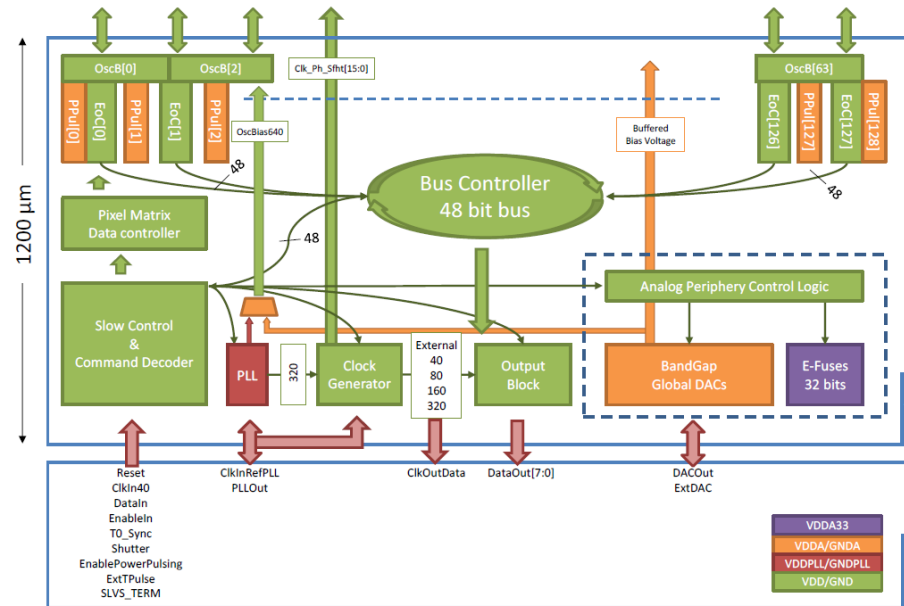 OscB[0]
OscB[2]
Clk_Ph_Sfht[15:0]
OscB[63]
PPul[0]
EoC[0]
PPul[1]
EoC[1]
PPul[2]
OscBias640
Buffered
Bias Voltage
EoC[126]
PPul[127]
EoC[127]
PPul[128]
48
48
1200 µm
Bus Controller
48 bit bus
Pixel Matrix
Data controller
48
Analog Periphery Control Logic
Slow Control
&
Command Decoder
PLL
320
Clock
Generator
External
40
80
160
320
Output
Block
BandGap
Global DACs
E-Fuses
32 bits
Reset
ClkIn40
DataIn
EnableIn
T0_Sync
Shutter
EnablePowerPulsing
ExtTPulse
SLVS_TERM
ClkInRefPLL
PLLOut
ClkOutData
DataOut[7:0]
DACOut
ExtDAC
VDDA33
VDDA/GNDA
VDDPLL/GNDPLL
VDD/GND